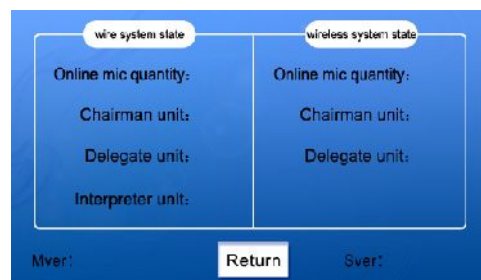 wire system state
Online mic quantity:
Chairman unit:
Delegate unit:
Interpreter unit:
wireless system state
Online mic quantity:
Chairman unit:
Delegate unit:
Mver:
Return
Sver: